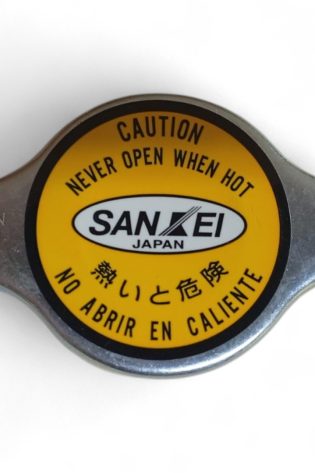 CAUTION
NEVER OPEN WHEN HOT
SANKEI
JAPAN
熱いと危険
NO ABRIR EN CALIENTE